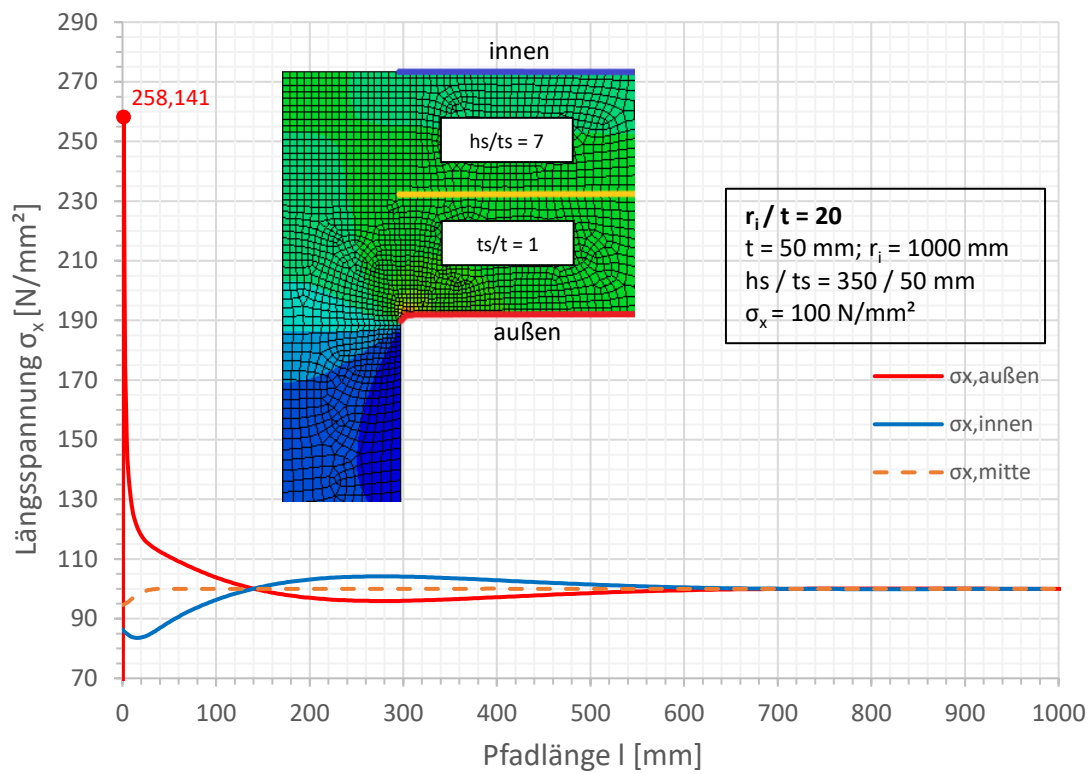 290
270
250
230
210
190
170
150
130
110
90
70
Längsspannung σx [N/mm²]
258,141
innen
hs/ts = 7
ts/t = 1
außen
ri / t = 20
t = 50 mm; ri = 1000 mm
hs / ts = 350 / 50 mm
σx = 100 N/mm²
σx,außen
σx,innen
σx,mitte
0 100 200 300 400 500 600 700 800 900 1000
Pfadlänge l [mm]